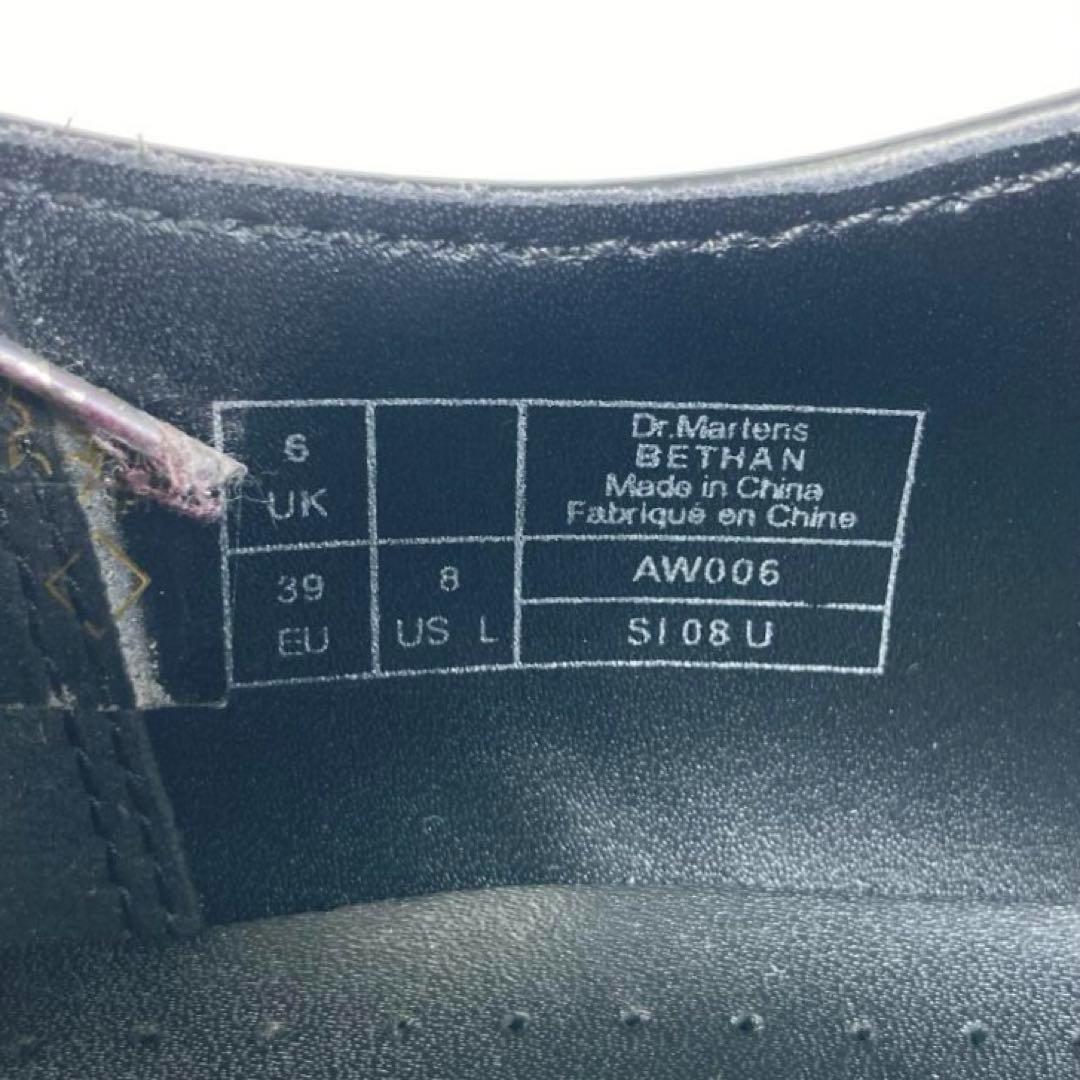 6
UK
39
EU
8
US L
Dr.Martens
BETHAN
Made in China
Fabriqué en Chine
AW006
SI 08 U